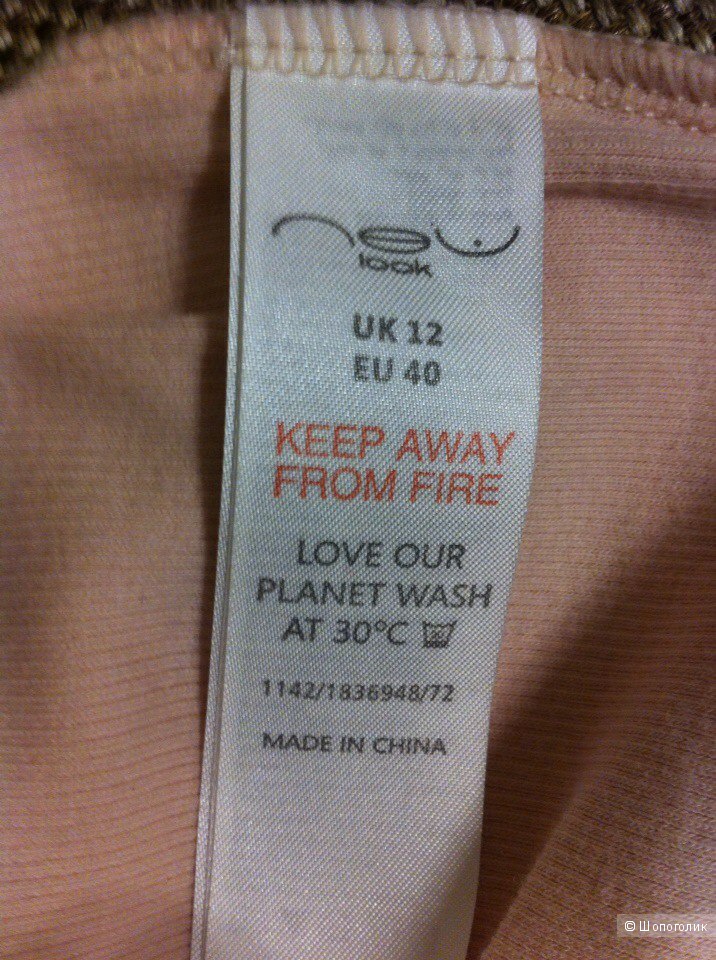 new
look
UK 12
EU 40
KEEP AWAY
FROM FIRE
LOVE OUR
PLANET WASH
AT 30°C
1142/1836948/72
MADE IN CHINA
© Шопоголик